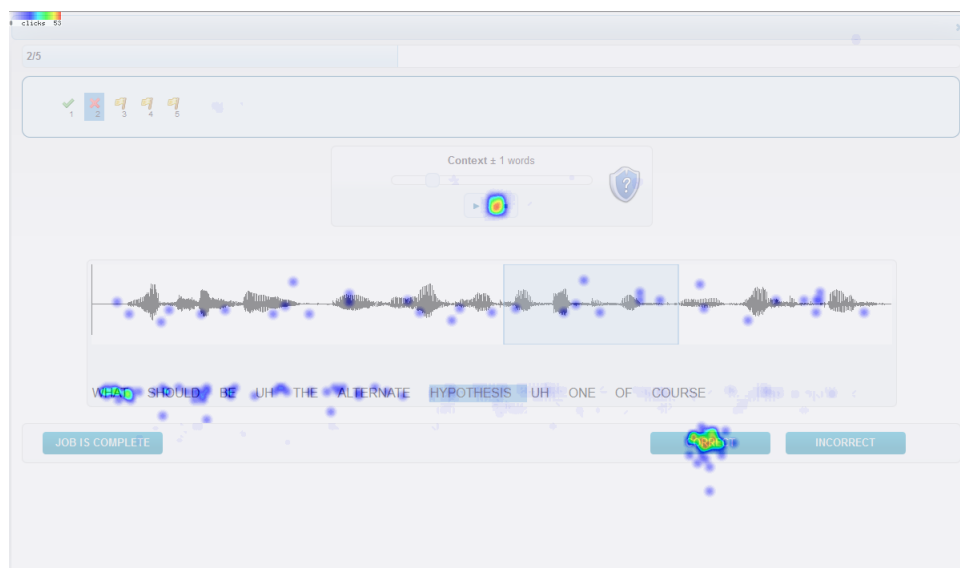 0 clicks 53
x
2/5
1 2 3 4 5
Context ± 1 words
?
WHAT SHOULD BE UH THE ALTERNATE HYPOTHESIS UH ONE OF COURSE
JOB IS COMPLETE
INCORRECT